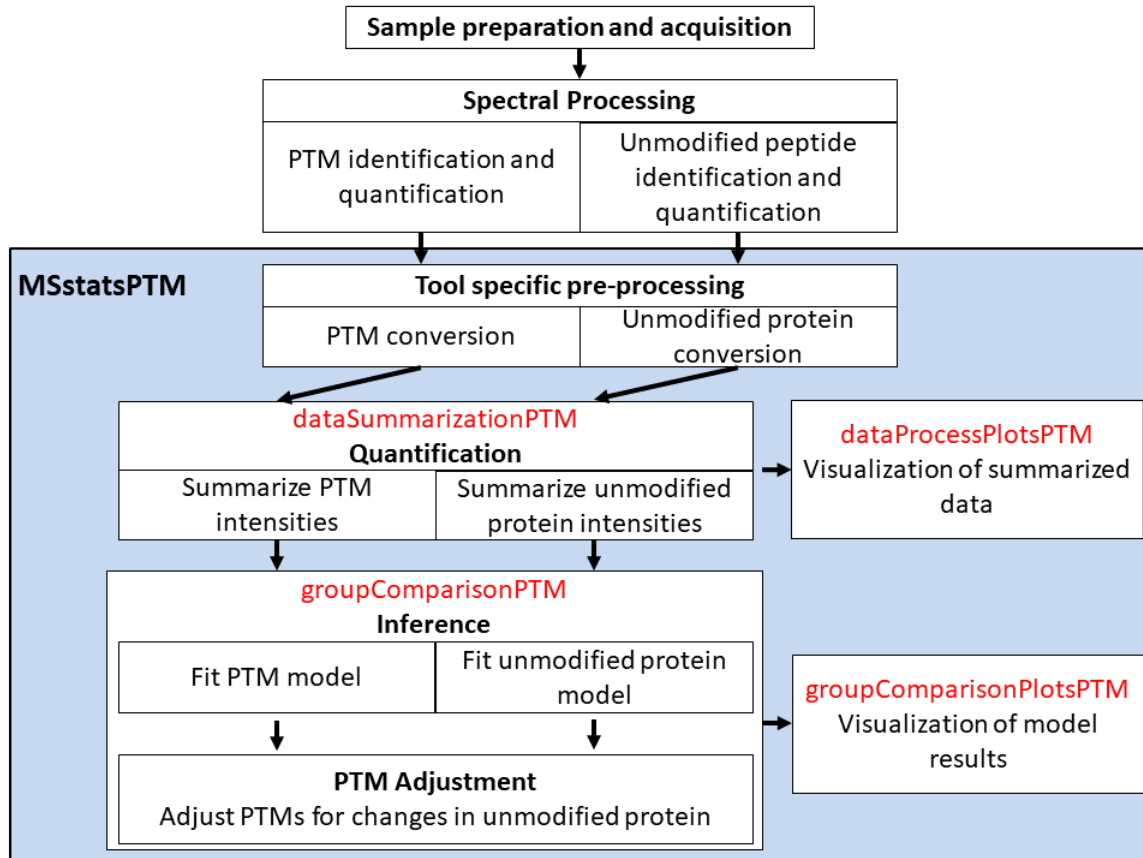 Sample preparation and acquisition
Spectral Processing
PTM identification and
quantification
Unmodified peptide
identification and
quantification
MSstatsPTM
Tool specific pre-processing
PTM conversion
Unmodified protein
conversion
dataSummarizationPTM
Quantification
Summarize PTM
intensities
Summarize unmodified
protein intensities
dataProcessPlotsPTM
Visualization of summarized
data
groupComparisonPTM
Inference
Fit PTM model
Fit unmodified protein
model
groupComparisonPlotsPTM
Visualization of model
results
PTM Adjustment
Adjust PTMs for changes in unmodified protein